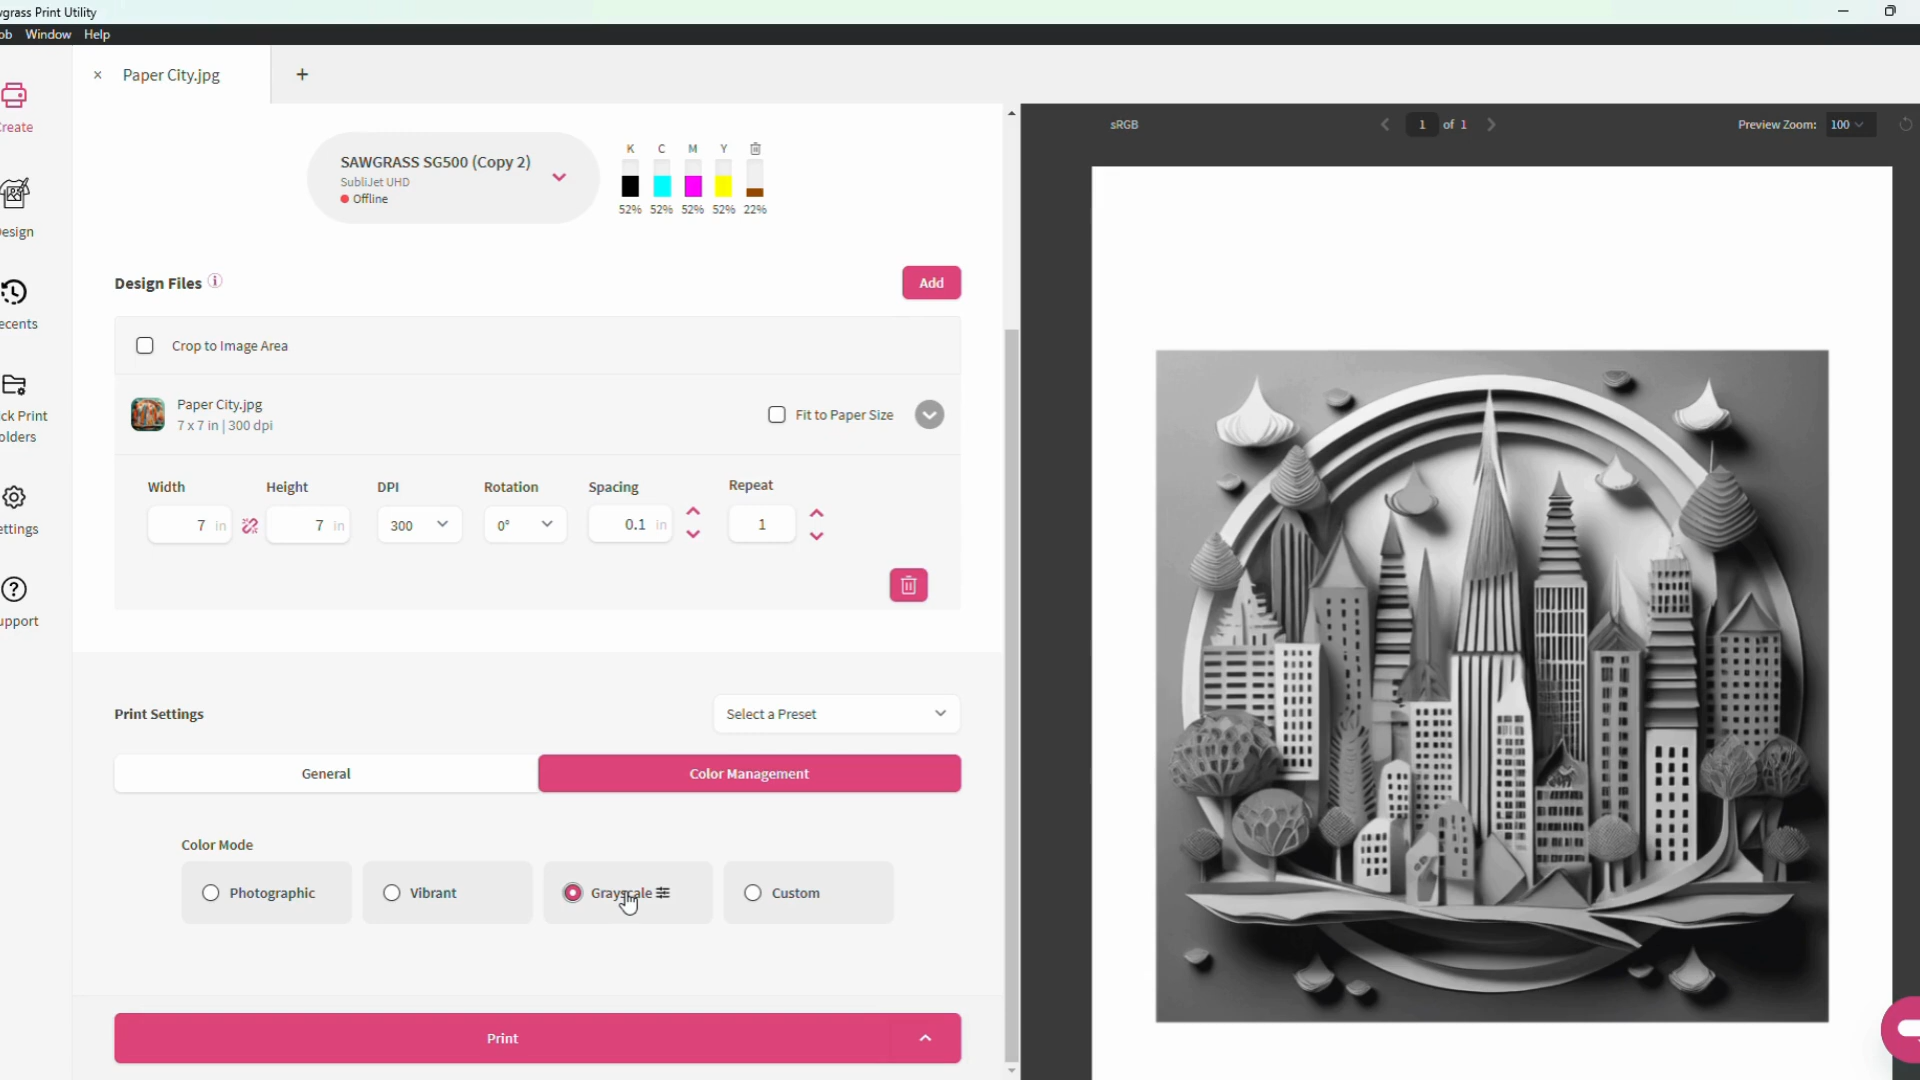 wgrass Print Utility
ob Window Help
Paper City.jpg
create
SAWGRASS SG500 (Copy 2)
SubliJet UHD
Offline
K C M Y
52% 52% 52% 52% 22%
sRGB
1 of 1
Preview Zoom: 100
esign
Design Files
Add
ecents
Crop to Image Area
ck Print
olders
Paper City.jpg
7 x 7 in | 300 dpi
Fit to Paper Size
Width Height DPI Rotation Spacing Repeat
7 in 7 in 300 0° 0.1 in 1
ettings
upport
Print Settings
Select a Preset
General
Color Management
Color Mode
Photographic
Vibrant
Grayscale
Custom
Print